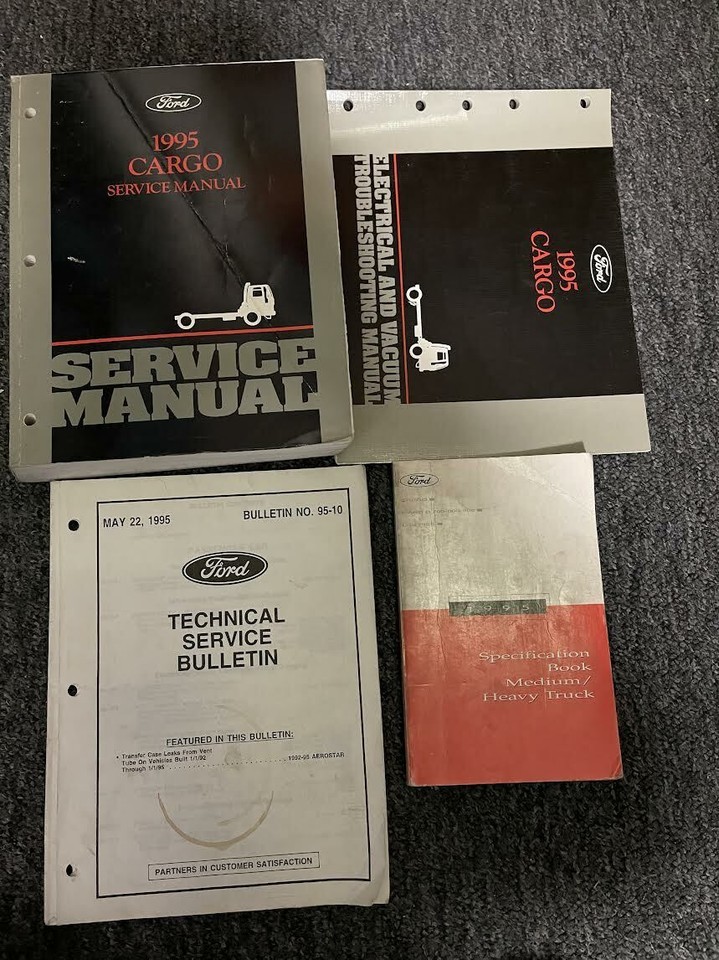 Ford
1995
CARGO
SERVICE MANUAL
SERVICE
MANUAL
Ford
1995
CARGO
ELECTRICAL AND VACUUM
TROUBLESHOOTING MANUAL
MAY 22, 1995
BULLETIN NO. 95-10
Ford
TECHNICAL
SERVICE
BULLETIN
FEATURED IN THIS BULLETIN:
• Transfer Case Leaks From Vent
Tube On Vehicles Built 1/1/92
Through 1/1/95 . . . . . . . . . . . . . . . . . . . . . . . . 1992-95 AEROSTAR
PARTNERS IN CUSTOMER SATISFACTION
Ford
1995
Specification
Book
Medium/
Heavy Truck